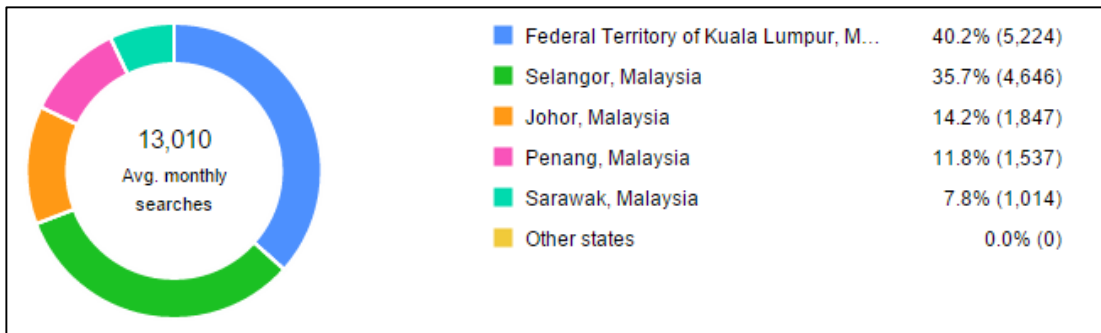 13,010
Avg. monthly
searches
Federal Territory of Kuala Lumpur, M... 40.2% (5,224)
Selangor, Malaysia 35.7% (4,646)
Johor, Malaysia 14.2% (1,847)
Penang, Malaysia 11.8% (1,537)
Sarawak, Malaysia 7.8% (1,014)
Other states 0.0% (0)